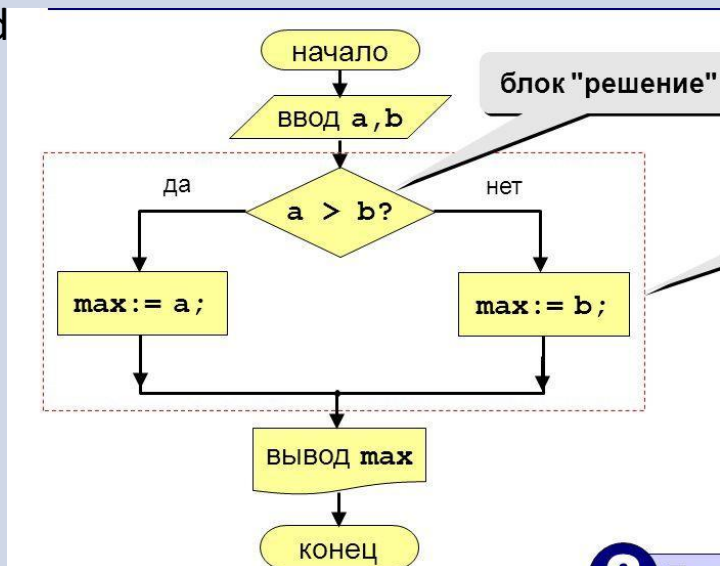 d
начало
ввод a,b
блок "решение"
да
a > b?
нет
max:= a;
max:= b;
вывод max
конец